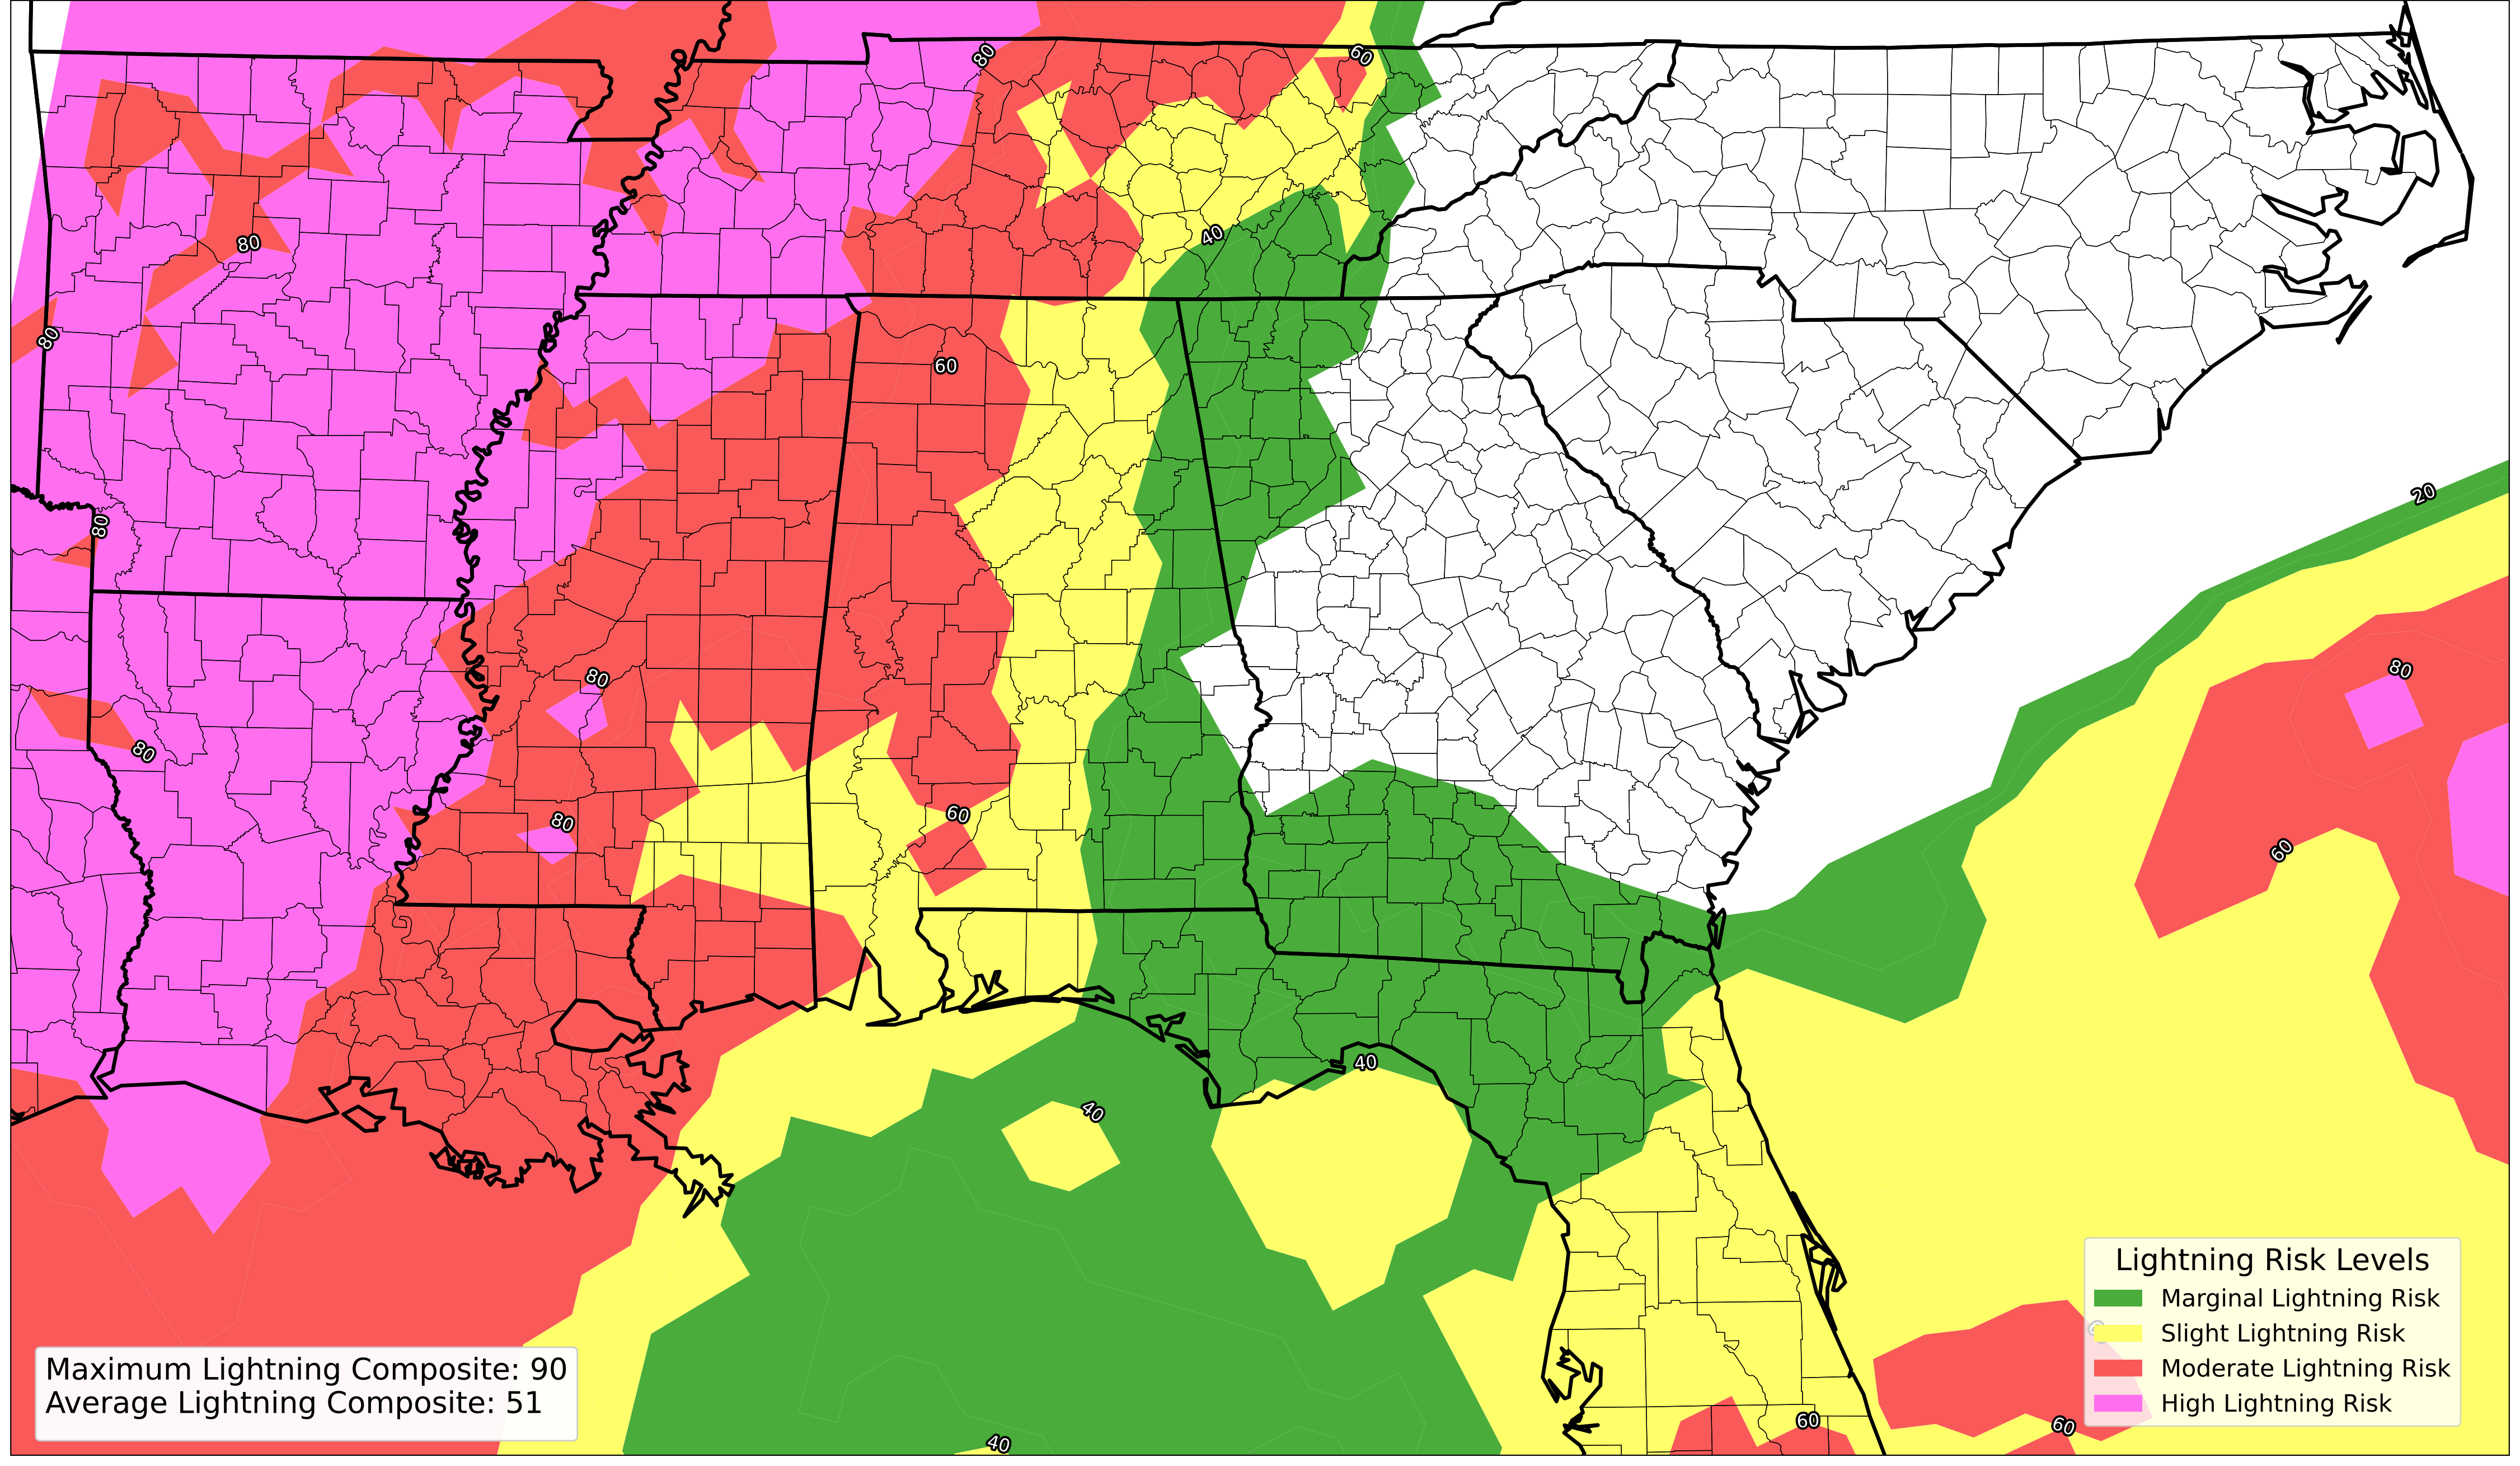 80
60
80
40
80
60
20
80
80
80
80
60
80
60
40
40
Lightning Risk Levels
Marginal Lightning Risk
Slight Lightning Risk
Moderate Lightning Risk
High Lightning Risk
Maximum Lightning Composite: 90
Average Lightning Composite: 51
60
60
40